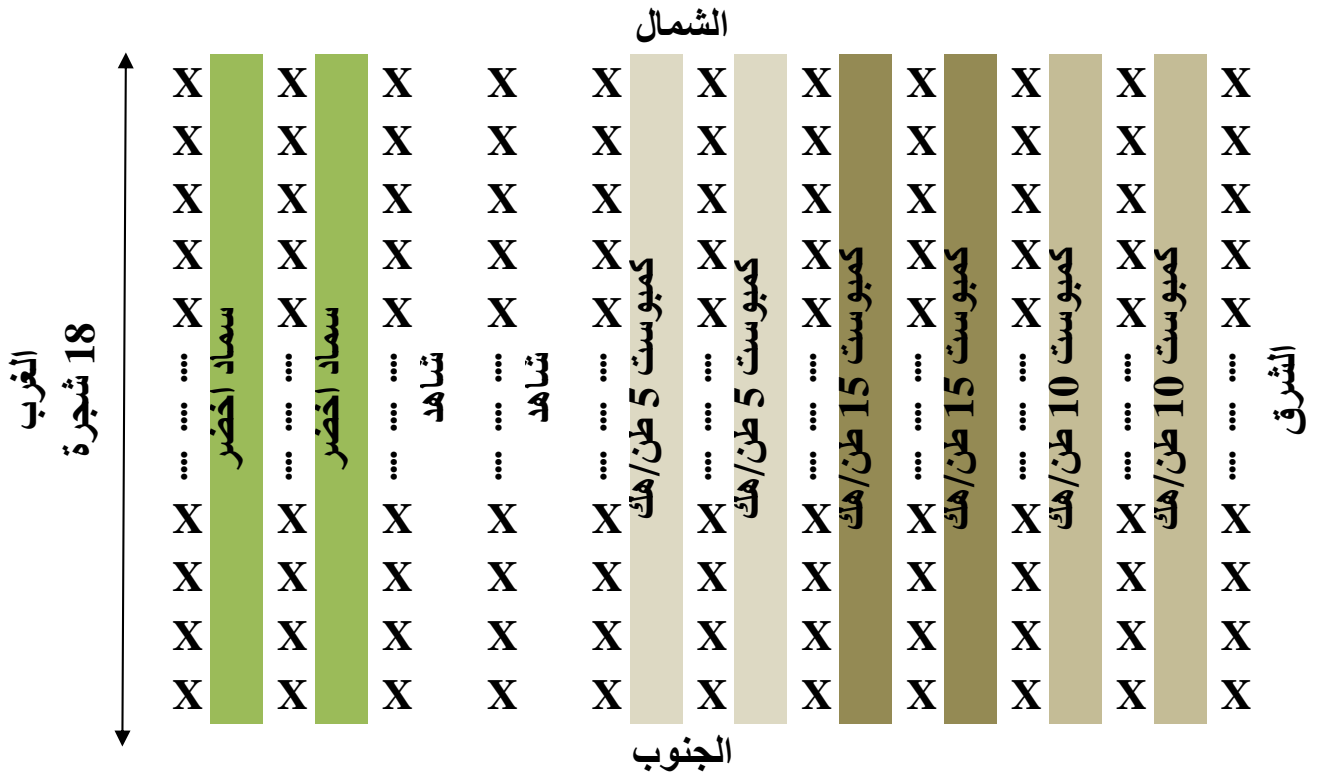 الشمال
X X X X X X X X X X X
X X X X X X X X X X X
X X X X X X X X X X X
X X X X X X X X X X X
X X X X X X X X X X X
.... .... .... .... .... .... .... .... .... .... ....
.... .... .... .... .... .... .... .... .... .... ....
.... .... .... .... .... .... .... .... .... .... ....
X X X X X X X X X X X
X X X X X X X X X X X
X X X X X X X X X X X
X X X X X X X X X X X
الشرق
كمبوست 10 طن/هك
كمبوست 10 طن/هك
كمبوست 15 طن/هك
كمبوست 15 طن/هك
كمبوست 5 طن/هك
كمبوست 5 طن/هك
شاهد
شاهد
سماد اخضر
سماد اخضر
18 شجرة
الغرب
الجنوب